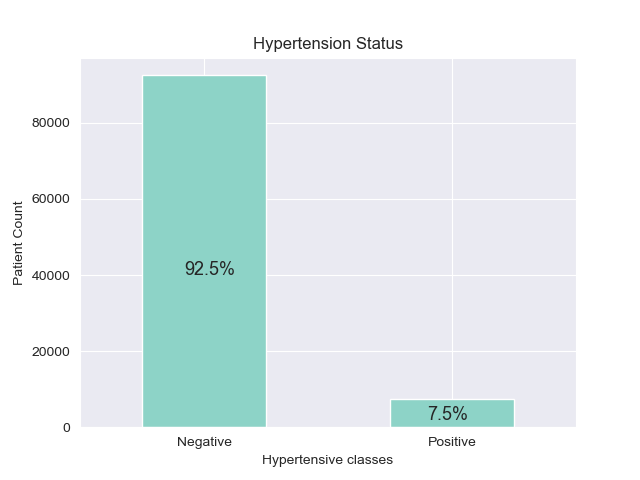 Hypertension Status
80000
60000
40000
20000
0
Patient Count
92.5%
7.5%
Negative
Positive
Hypertensive classes